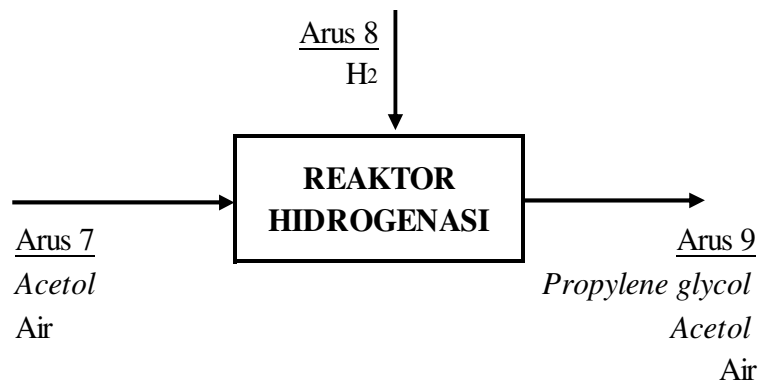 Arus 8
H2
REAKTOR
HIDROGENASI
Arus 7
Acetol
Air
Arus 9
Propylene glycol
Acetol
Air